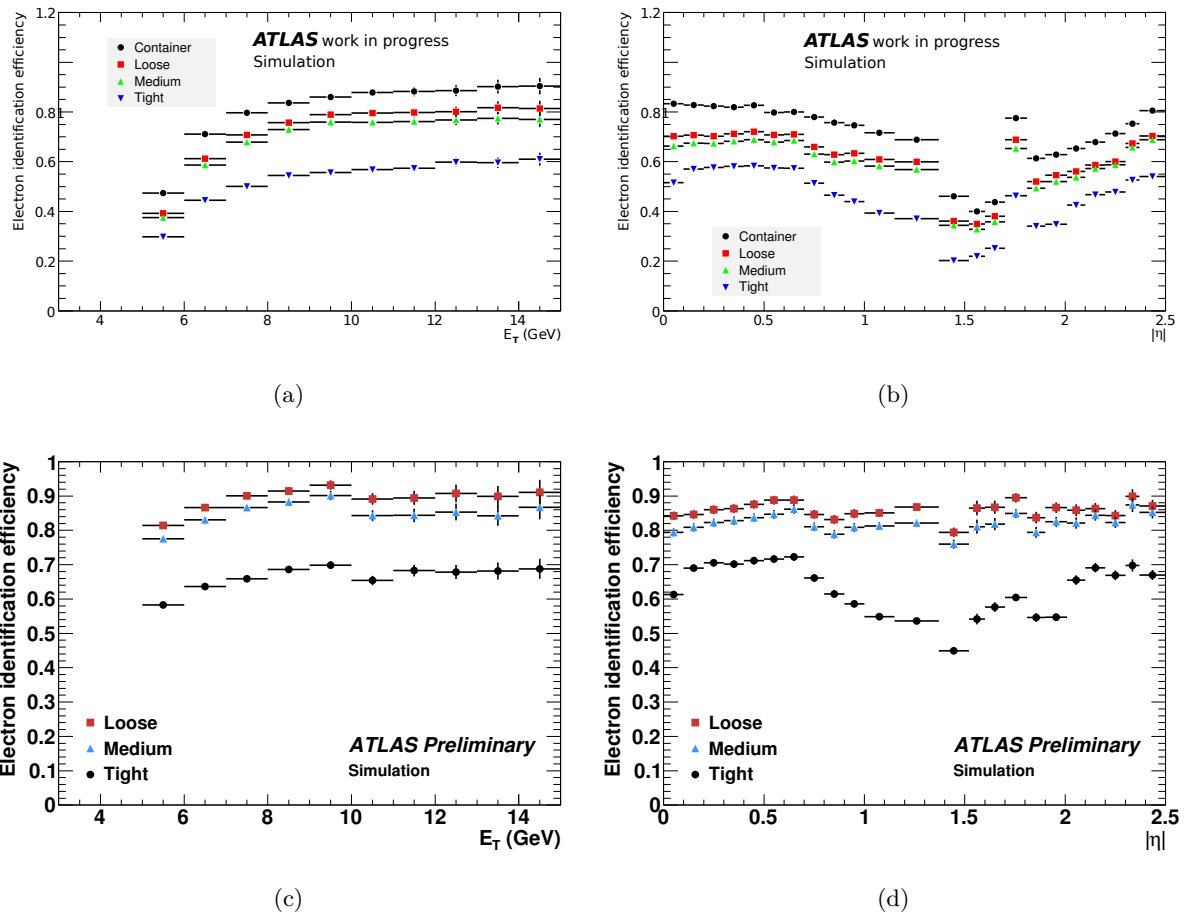 Electron identification efficiency
1.2
1
0.8
0.6
0.4
0.2
0
ATLAS work in progress
Simulation
Container
Loose
Medium
Tight
4 6 8 10 12 14
E_T (GeV)
(a)
Electron identification efficiency
1.2
1
0.8
0.6
0.4
0.2
0
ATLAS work in progress
Simulation
Container
Loose
Medium
Tight
0 0.5 1 1.5 2 2.5
|η|
(b)
Electron identification efficiency
1
0.9
0.8
0.7
0.6
0.5
0.4
0.3
0.2
0.1
0
Loose
Medium
Tight
ATLAS Preliminary
Simulation
4 6 8 10 12 14
E_T (GeV)
(c)
Electron identification efficiency
1
0.9
0.8
0.7
0.6
0.5
0.4
0.3
0.2
0.1
0
Loose
Medium
Tight
ATLAS Preliminary
Simulation
0 0.5 1 1.5 2 2.5
|η|
(d)